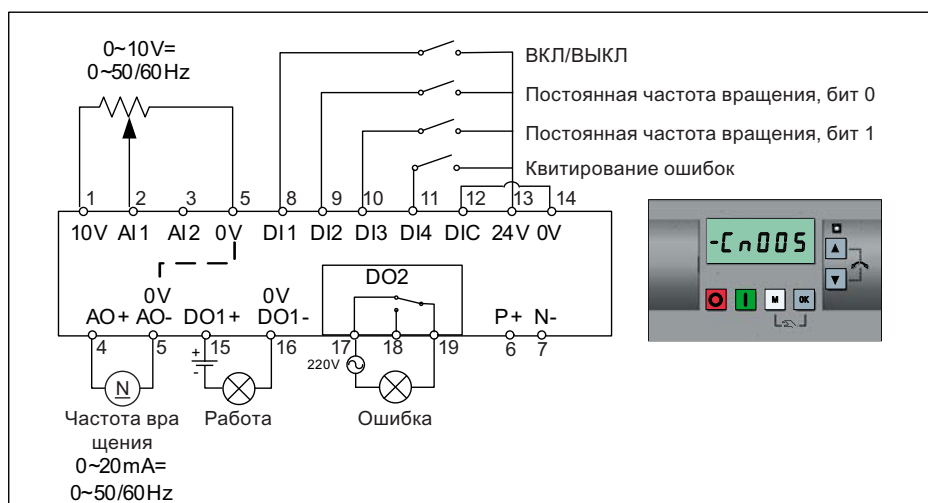 0~10V=
0~50/60Hz
ВКЛ/ВЫКЛ
Постоянная частота вращения, бит 0
Постоянная частота вращения, бит 1
Квитирование ошибок
1 2 3 5 8 9 10 11 12 13 14
10V AI1 AI2 0V DI1 DI2 DI3 DI4 DIC 24V 0V
-Cn005
M OK
DO2
0V 0V
AO+ AO- DO1+ DO1- P+ N-
4 5 15 16 17 18 19 6 7
+
-
220V
N
Частота вра
щения
0~20mA=
0~50/60Hz
Работа
Ошибка